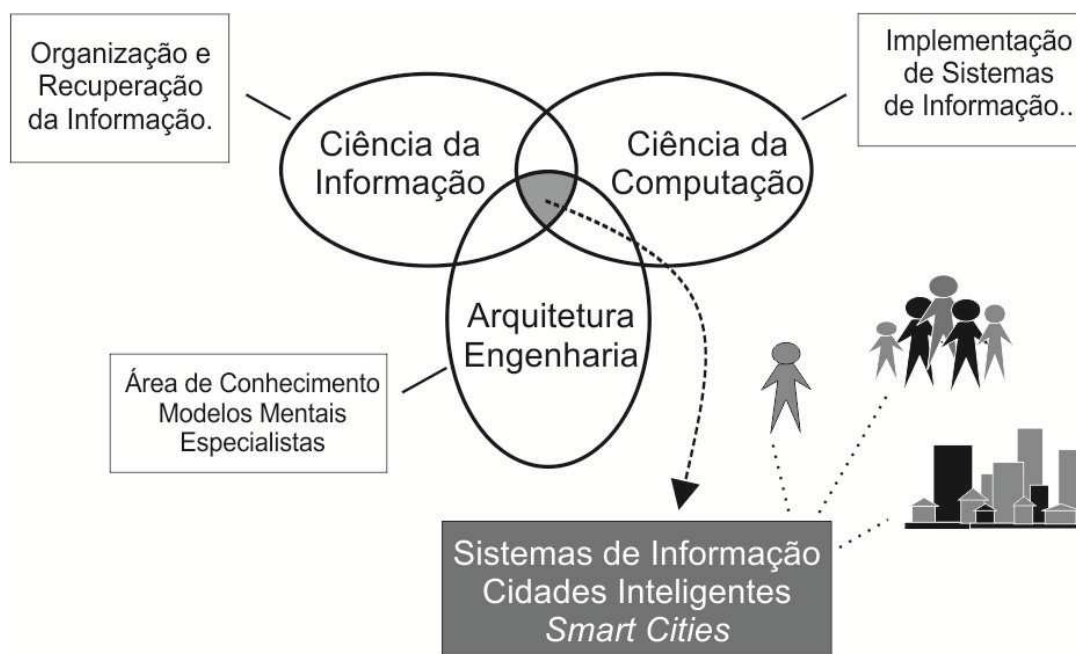 Organização e
Recuperação
da Informação.
Ciência da
Informação
Ciência da
Computação
Implementação
de Sistemas
de Informação..
Arquitetura
Engenharia
Área de Conhecimento
Modelos Mentais
Especialistas
Sistemas de Informação
Cidades Inteligentes
Smart Cities